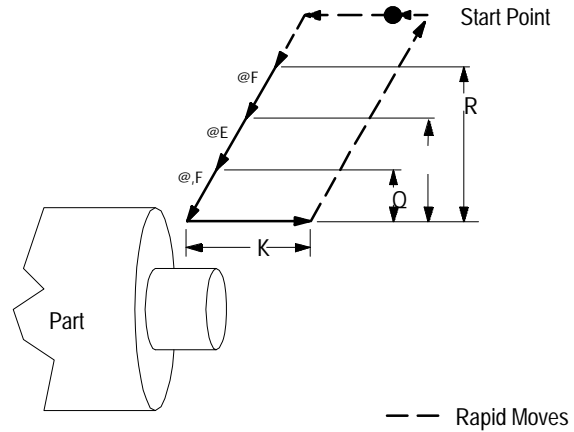 Start Point
@F
R
@E
@,F
Q
K
Part
Rapid Moves